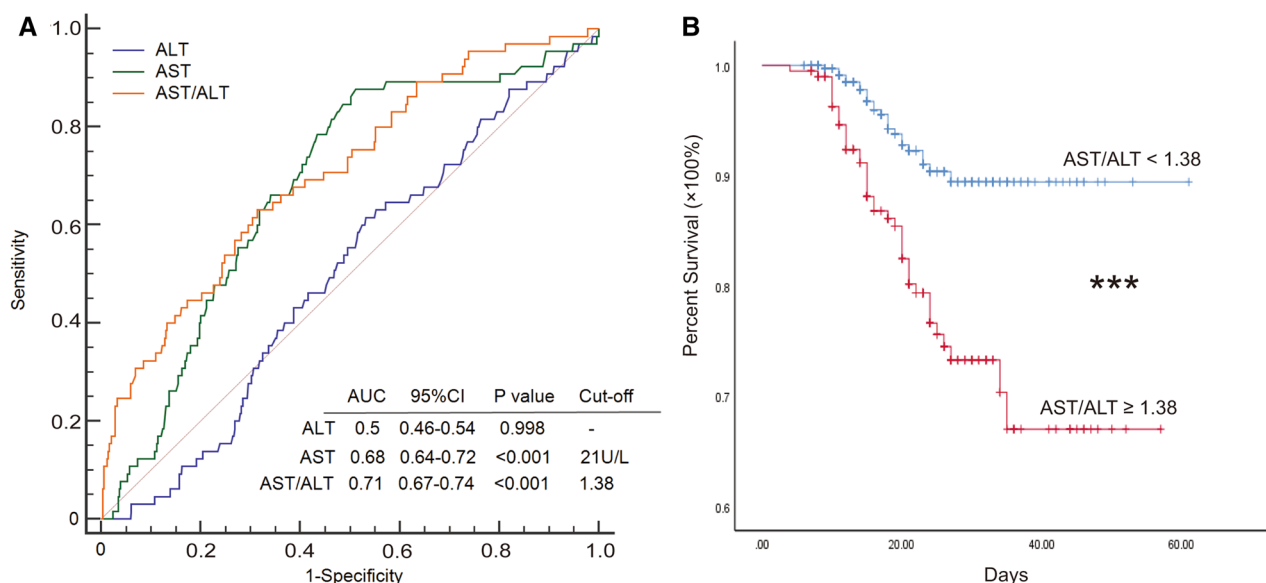 A
1.0
0.8
0.6
0.4
0.2
0
Sensitivity
ALT
AST
AST/ALT
AUC 95%CI P value Cut-off
ALT 0.5 0.46-0.54 0.998 -
AST 0.68 0.64-0.72 <0.001 21U/L
AST/ALT 0.71 0.67-0.74 <0.001 1.38
0 0.2 0.4 0.6 0.8 1.0
1-Specificity
B
1.0
0.9
0.8
0.7
0.6
Percent Survival (×100%)
AST/ALT < 1.38
***
AST/ALT ≥ 1.38
.00 20.00 40.00 60.00
Days